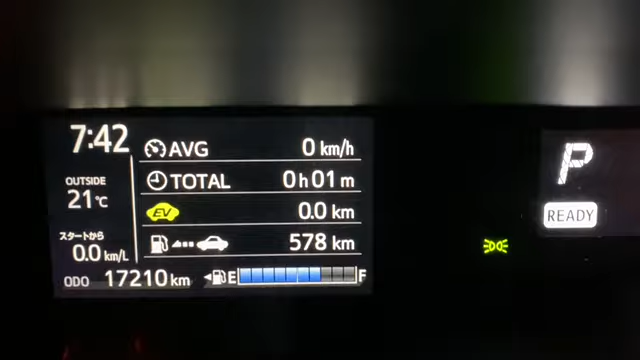 7:42
OUTSIDE
21℃
スタートから
0.0 km/L
AVG 0 km/h
TOTAL 0h01m
EV 0.0 km
578 km
ODO 17210 km E F
P
READY